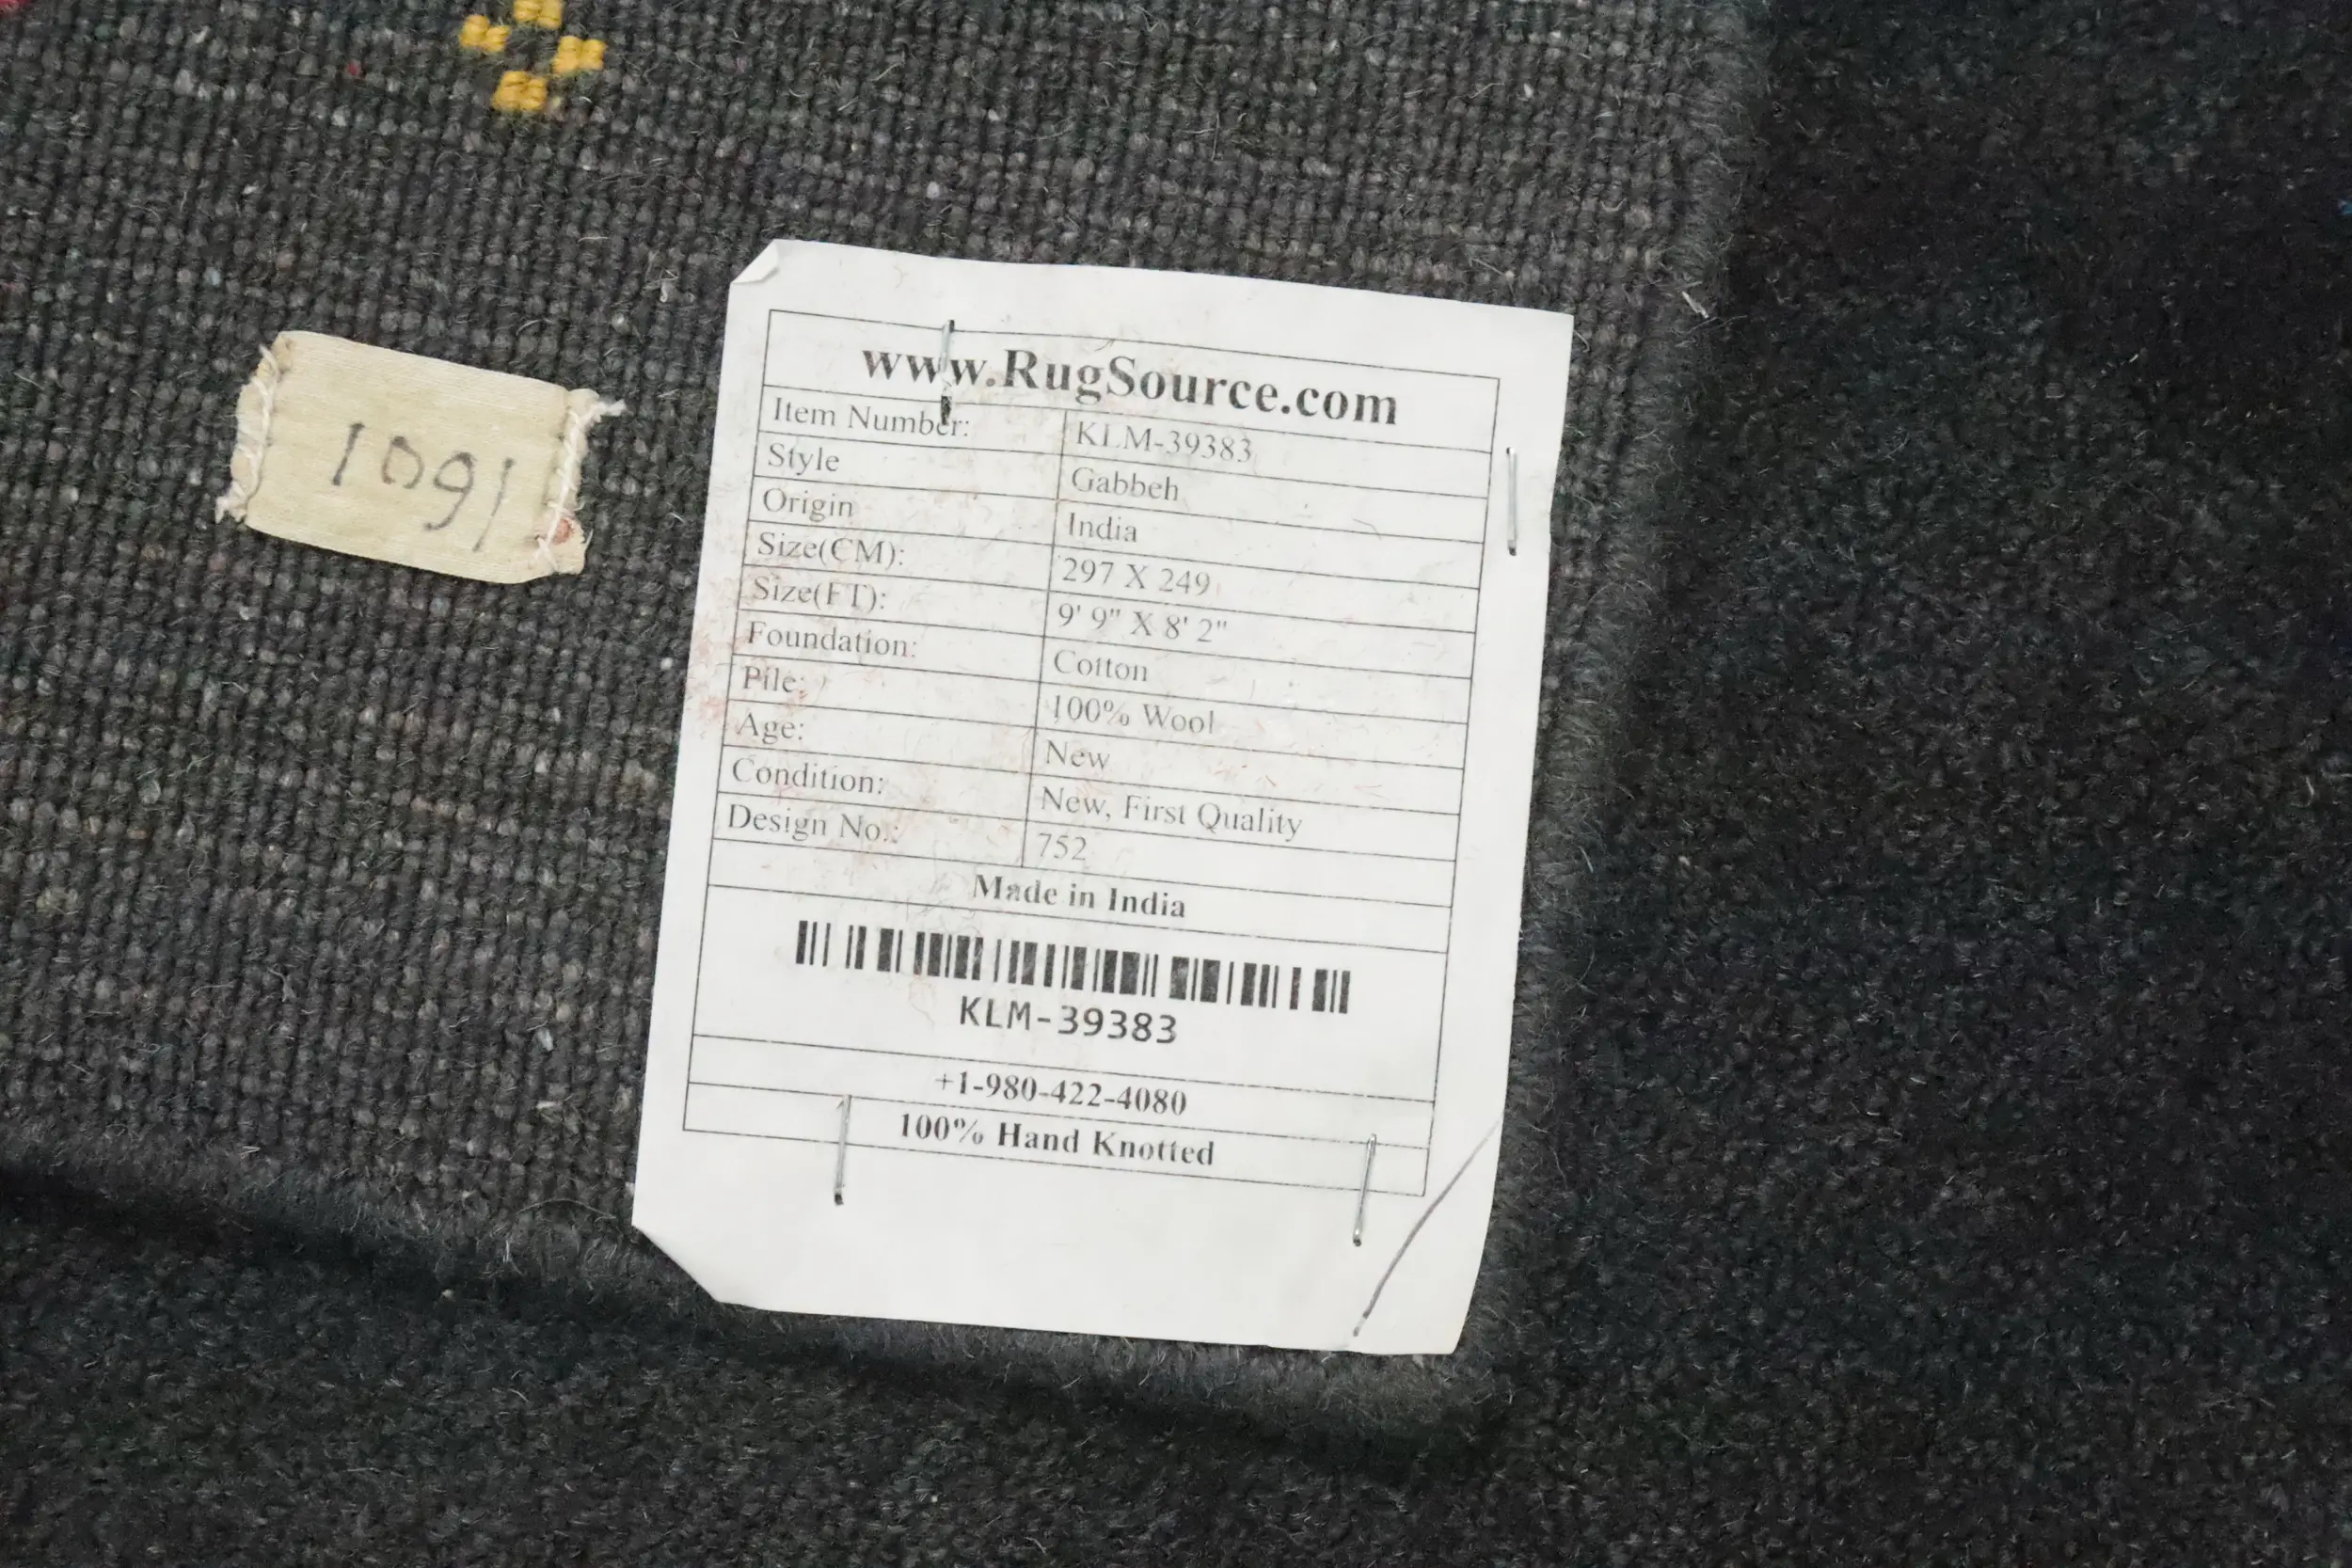 1091
www.RugSource.com
Item Number: KLM-39383
Style Gabbeh
Origin India
Size(CM): 297 X 249
Size(FT): 9' 9" X 8' 2"
Foundation: Cotton
Pile: 100% Wool
Age: New
Condition: New, First Quality
Design No.: 752
Made in India
KLM-39383
+1-980-422-4080
100% Hand Knotted